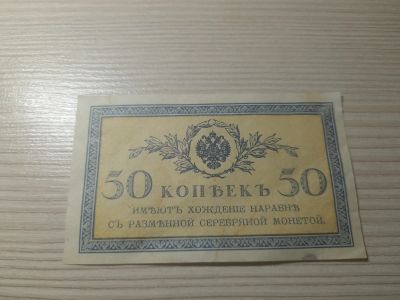 50 КОПѢЕКЪ 50
ИМѢЮТЪ ХОЖДЕНІЕ НАРАВНѢ
СЪ РАЗМѢННОЙ СЕРЕБРЯНОЙ МОНЕТОЙ.